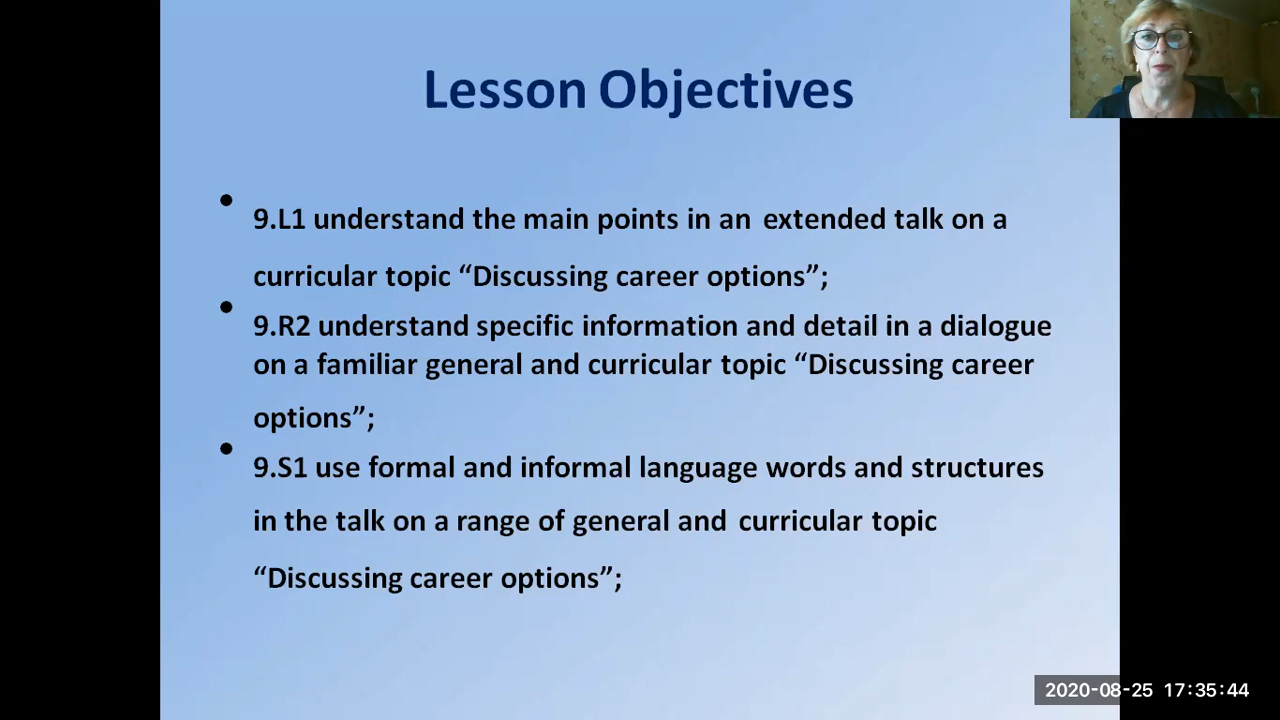 Lesson Objectives
• 9.L1 understand the main points in an extended talk on a
curricular topic “Discussing career options”;
• 9.R2 understand specific information and detail in a dialogue
on a familiar general and curricular topic “Discussing career
options”;
• 9.S1 use formal and informal language words and structures
in the talk on a range of general and curricular topic
“Discussing career options”;
2020-08-25 17:35:44